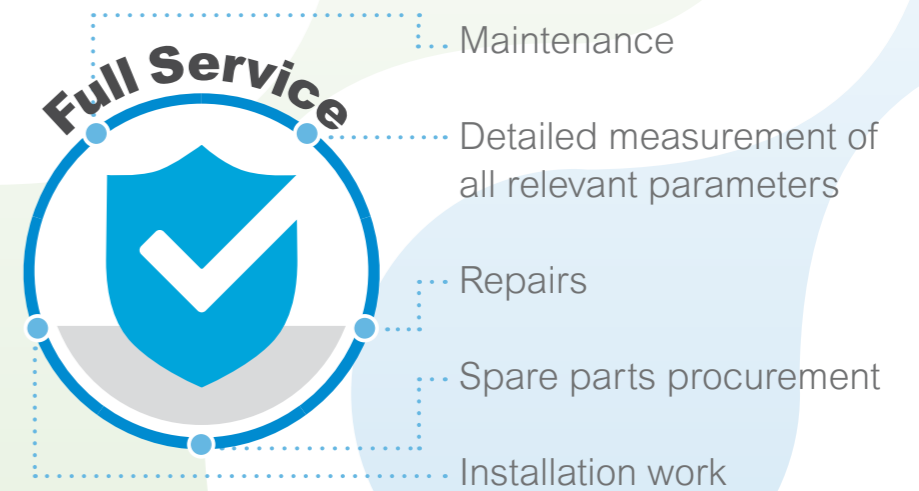 Full Service
Maintenance
Detailed measurement of
all relevant parameters
Repairs
Spare parts procurement
Installation work